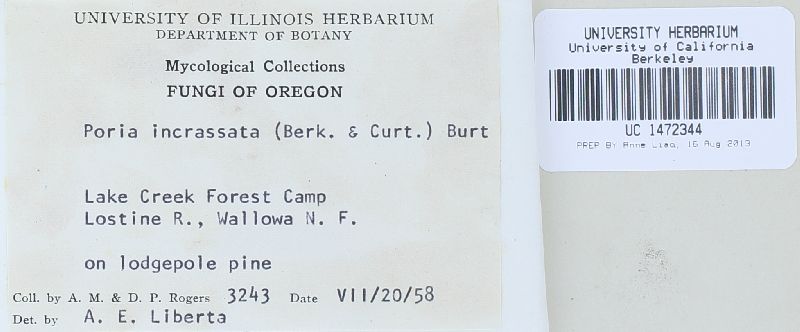 UNIVERSITY OF ILLINOIS HERBARIUM
DEPARTMENT OF BOTANY
Mycological Collections
FUNGI OF OREGON
Poria incrassata (Berk. & Curt.) Burt
Lake Creek Forest Camp
Lostine R., Wallowa N. F.
on lodgepole pine
Coll. by A. M. & D. P. Rogers 3243 Date VII/20/58
Det. by A. E. Liberta
UNIVERSITY HERBARIUM
University of California
Berkeley
UC 1472344
PREP BY Anne Liaa, 16 Aug 2013